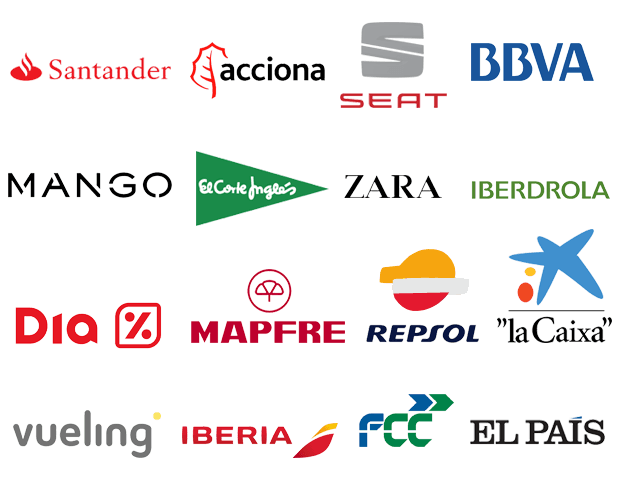 Santander
acciona
SEAT
BBVA
MANGO
El Corte Inglés
ZARA
IBERDROLA
Dia %
MAPFRE
REPSOL
"la Caixa"
vueling
IBERIA
FCC
EL PAÍS